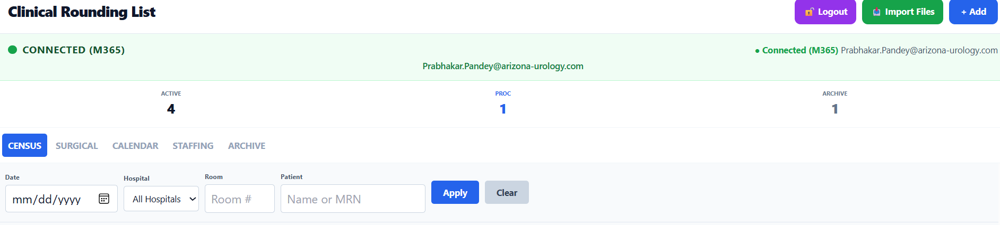 Clinical Rounding List
Logout
Import Files
+ Add
CONNECTED (M365)
● Connected (M365) Prabhakar.Pandey@arizona-urology.com
Prabhakar.Pandey@arizona-urology.com
ACTIVE
4
PROC
1
ARCHIVE
1
CENSUS SURGICAL CALENDAR STAFFING ARCHIVE
Date
mm/dd/yyyy
Hospital
All Hospitals
Room
Room #
Patient
Name or MRN
Apply
Clear